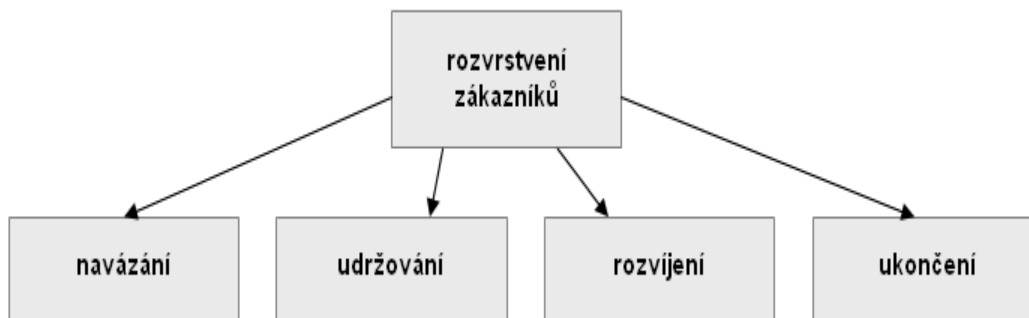 rozvrstvení
zákazníků
navázání
udržování
rozvíjení
ukončení